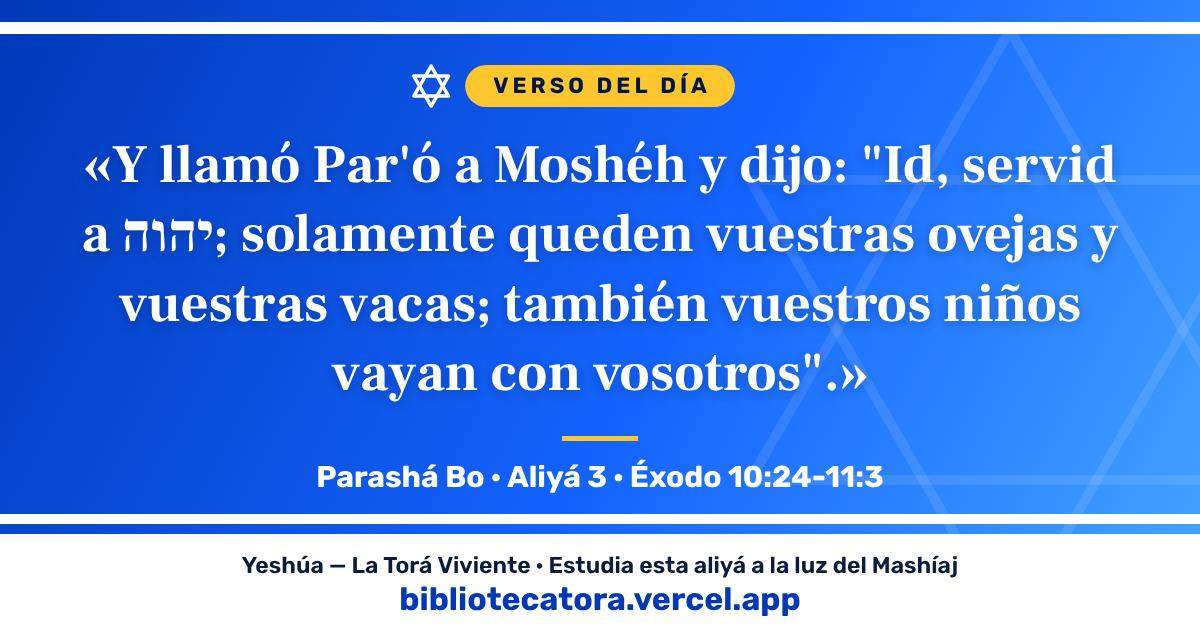 VERSO DEL DÍA
«Y llamó Par'ó a Moshéh y dijo: "Id, servid
a יהוה; solamente queden vuestras ovejas y
vuestras vacas; también vuestros niños
vayan con vosotros".»
Parashá Bo • Aliyá 3 • Éxodo 10:24-11:3
Yeshúa — La Torá Viviente • Estudia esta aliyá a la luz del Mashíaj
bibliotecatora.vercel.app